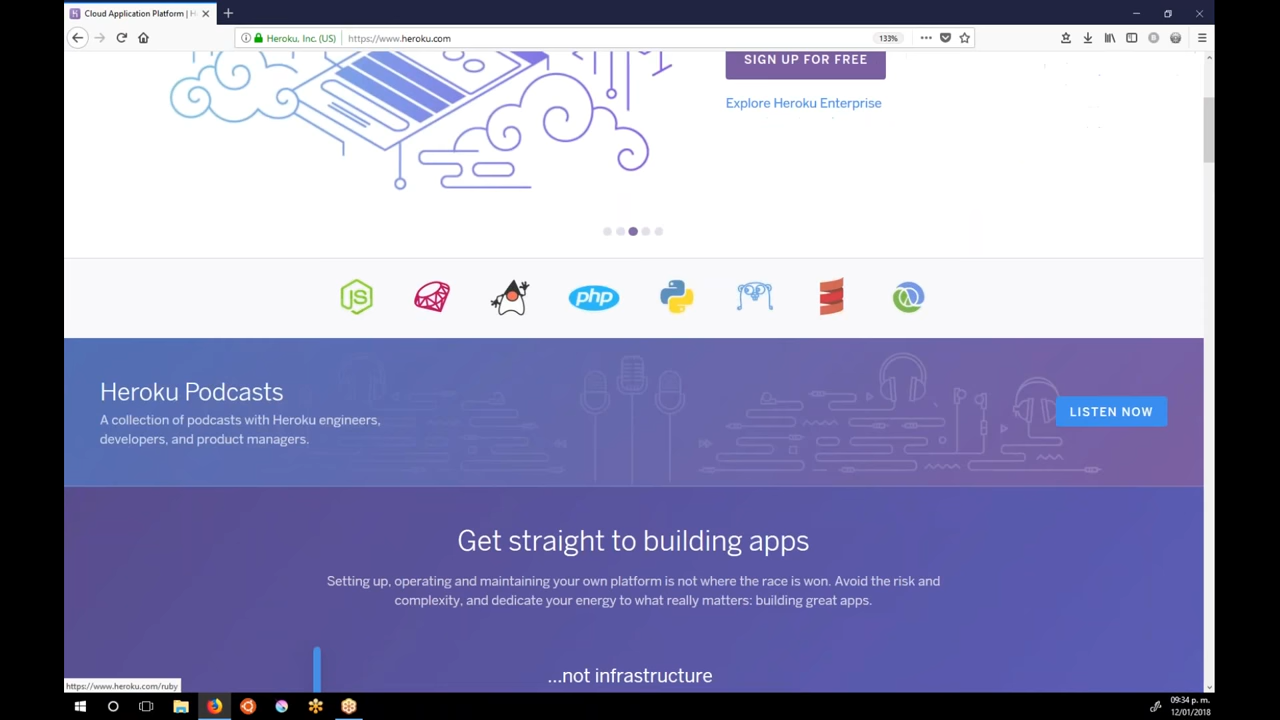 Cloud Application Platform | H
Heroku, Inc. (US)
https://www.heroku.com
133%
SIGN UP FOR FREE
Explore Heroku Enterprise
JS
php
Heroku Podcasts
A collection of podcasts with Heroku engineers,
developers, and product managers.
LISTEN NOW
Get straight to building apps
Setting up, operating and maintaining your own platform is not where the race is won. Avoid the risk and
complexity, and dedicate your energy to what really matters: building great apps.
...not infrastructure
https://www.heroku.com/ruby
09:34 p. m.
12/01/2018